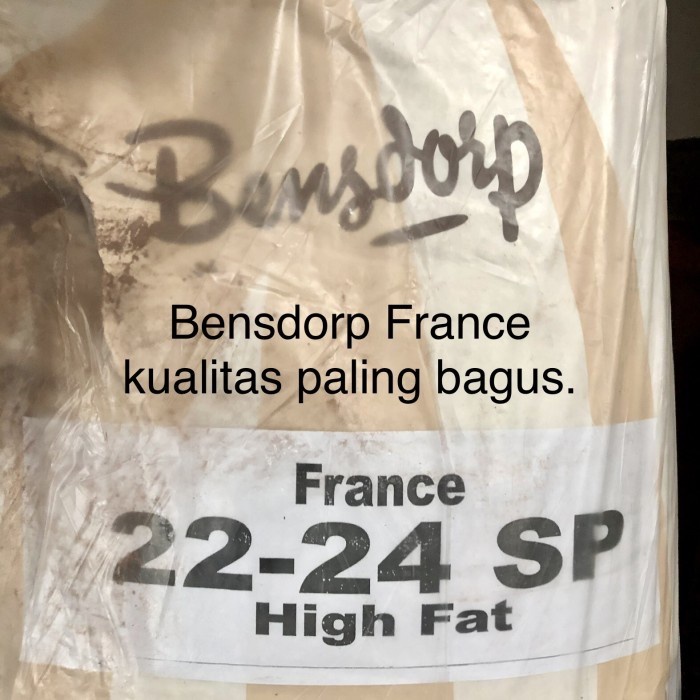 Bensdorp
Bensdorp France
kualitas paling bagus.
France
22-24 SP
High Fat